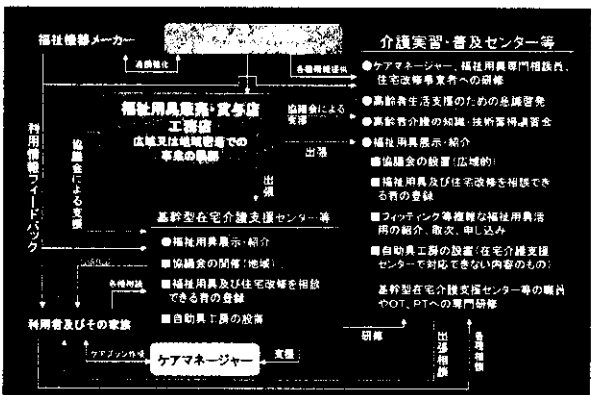 福祉機器メーカー
各種情報提供
介護実習・普及センター等
●ケアマネージャー、福祉用具専門相談員、
住宅改修事業者への研修
●高齢者生活支援のための意識啓発
●高齢者介護の知識・技術習得講習会
●福祉用具展示・紹介
■協議会の設置(広域的)
■福祉用具及び住宅改修を相談でき
る者の登録
■フィッティング等複雑な福祉用具活
用の紹介、取次、申し込み
■自助具工房の設置(在宅介護支援
センターで対応できない内容のもの)
基幹型在宅介護支援センター等の職員
やOT、PTへの専門研修
福祉用具販売・貸与店
工務店
広域又は地域密着での
事業の展開
協議会による
支援
出張
出張
利用情報フィードバック
協議会による支援
基幹型在宅介護支援センター等
●福祉用具展示・紹介
■協議会の開催(地域)
■福祉用具及び住宅改修を相談
できる者の登録
■自助具工房の設置
各種相談
利用者及びその家族
ケアプラン作成
ケアマネージャー
支援
研修
出張相談
各種相談